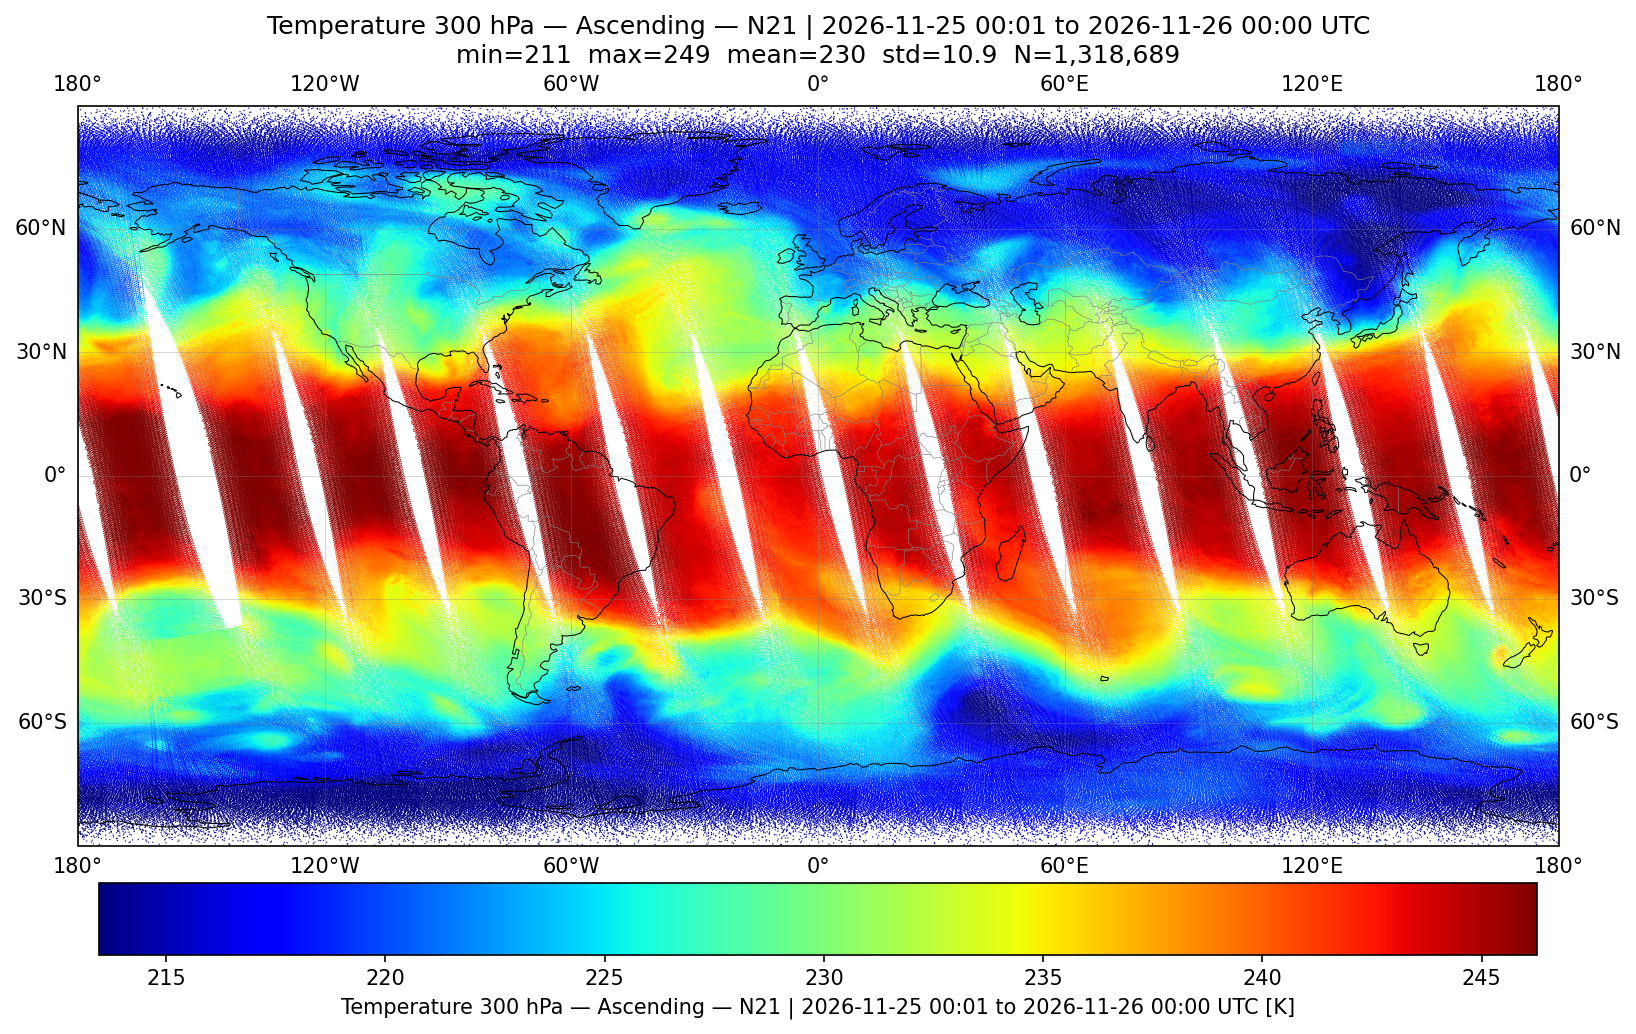 Temperature 300 hPa — Ascending — N21 | 2026-11-25 00:01 to 2026-11-26 00:00 UTC
min=211 max=249 mean=230 std=10.9 N=1,318,689
180° 120°W 60°W 0° 60°E 120°E 180°
60°N 60°N
30°N 30°N
0° 0°
30°S 30°S
60°S 60°S
180° 120°W 60°W 0° 60°E 120°E 180°
215 220 225 230 235 240 245
Temperature 300 hPa — Ascending — N21 | 2026-11-25 00:01 to 2026-11-26 00:00 UTC [K]